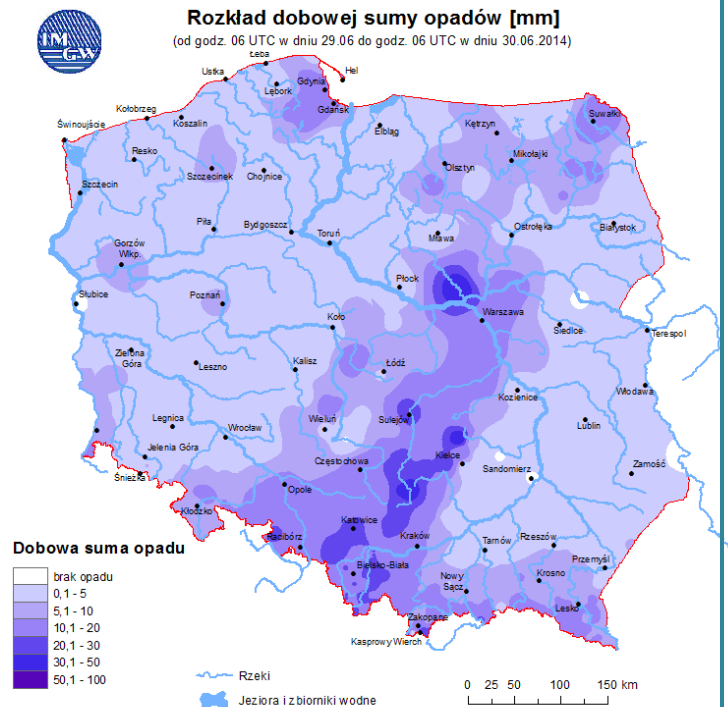 IM
GW
Rozkład dobowej sumy opadów [mm]
(od godz. 06 UTC w dniu 29.06 do godz. 06 UTC w dniu 30.06.2014)
Łeba
Ustka
Hel
Lębork
Gdynia
Gdańsk
Kołobrzeg
Koszalin
Świnoujście
Elbląg
Kętrzyn
Suwałki
Resko
Szczecinek
Chojnice
Olsztyn
Mikołajki
Szczecin
Piła
Bydgoszcz
Toruń
Mława
Ostrołęka
Białystok
Gorzów
Wlkp.
Płock
Słubice
Poznań
Koło
Warszawa
Siedlce
Terespol
Zielona
Góra
Leszno
Kalisz
Łódź
Kozienice
Włodawa
Legnica
Wrocław
Wieluń
Sulejów
Lublin
Jelenia Góra
Śnieżka
Częstochowa
Kielce
Sandomierz
Zamość
Opole
Kłodzko
Katowice
Racibórz
Kraków
Tarnów
Rzeszów
Przemyśl
Bielsko-Biała
Nowy
Sącz
Krosno
Lesko
Zakopane
Kasprowy Wierch
Dobowa suma opadu
brak opadu
0,1 - 5
5,1 - 10
10,1 - 20
20,1 - 30
30,1 - 50
50,1 - 100
Rzeki
Jeziora i zbiorniki wodne
0 25 50 100 150 km